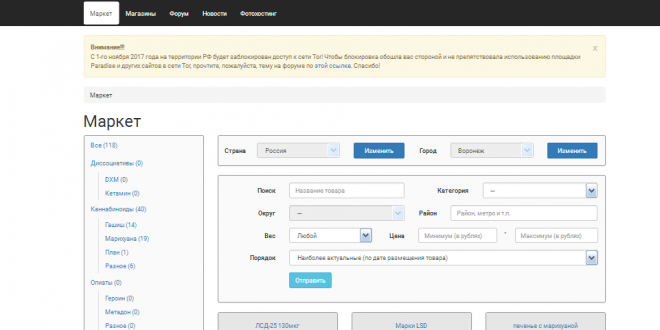 Маркет Магазины Форум Новости Фотохостинг
Внимание!!! x
С 1-го ноября 2017 на территории РФ будет заблокирован доступ к сети Tor! Чтобы блокировка обошла вас стороной и не препятствовала использованию площадки
Paradise и других сайтов в сети Tor, прочтите, пожалуйста, тему на форуме по этой ссылке. Спасибо!
Маркет
Маркет
Все (118)
Диссоциативы (0)
DXM (0)
Кетамин (0)
Каннабиноиды (40)
Гашиш (14)
Марихуана (19)
План (1)
Разное (6)
Опиаты (0)
Героин (0)
Метадон (0)
Разное (0)
Страна Россия Изменить Город Воронеж Изменить
Поиск Название товара Категория --
Округ -- Район Район, метро и т.п.
Вес Любой Цена Минимум (в рублях) - Максимум (в рублях)
Порядок Наиболее актуальные (по дате размещения товара)
Отправить
ЛСД-25 130мкг Марки LSD печенье с марихуаной